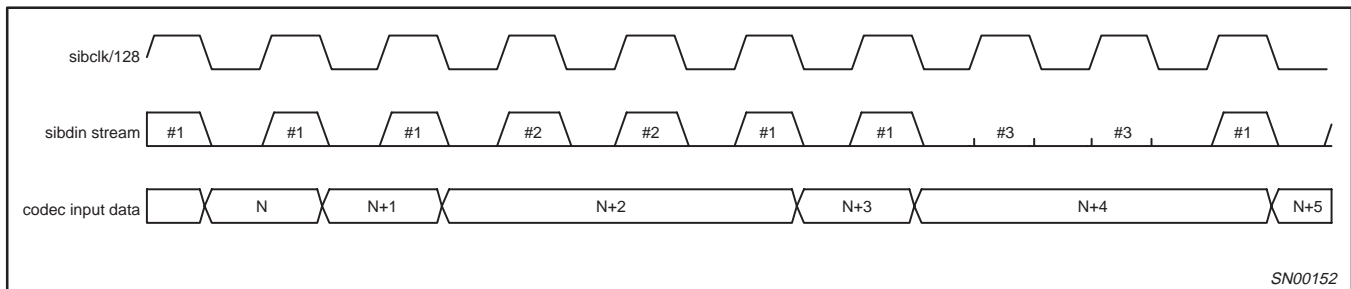 sibclk/128
sibdin stream #1 #1 #1 #2 #2 #1 #1 #3 #3 #1
codec input data N N+1 N+2 N+3 N+4 N+5
SN00152